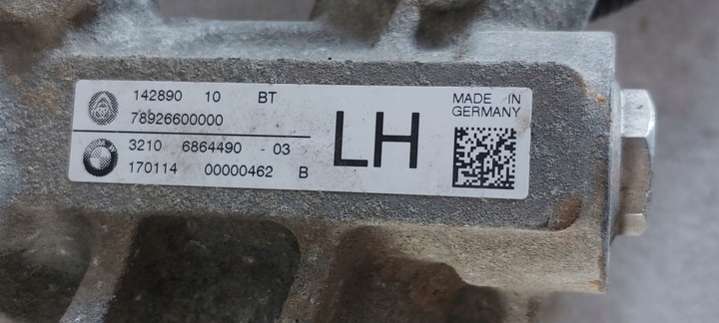 142890 10 BT
78926600000
3210 6864490 - 03
170114 00000462 B
LH
MADE IN
GERMANY